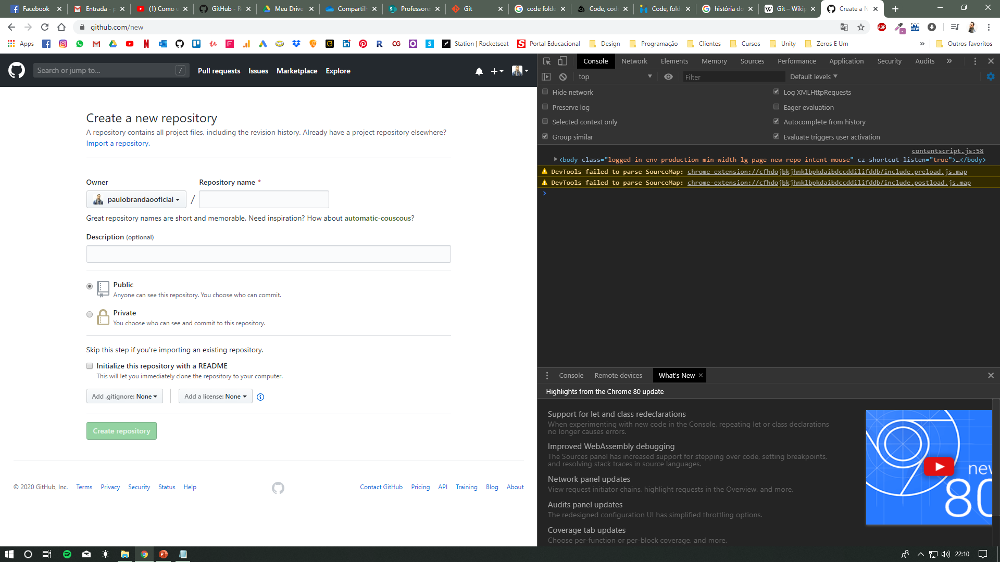 Facebook
Entrada - p
(1) Como u
GitHub - R
Meu Drive
Compartilh
Professore
Git
code folde
Code, cod
Code, fold
história do
Git – Wikip
Create a N
github.com/new
Apps
Station | Rocketseat
Portal Educacional
Design
Programação
Clientes
Cursos
Unity
Zeros E Um
»
Outros favoritos
Search or jump to...
/
Pull requests
Issues
Marketplace
Explore
Create a new repository
A repository contains all project files, including the revision history. Already have a project repository elsewhere?
Import a repository.
Owner
Repository name *
paulobrandaooficial
/
Great repository names are short and memorable. Need inspiration? How about automatic-couscous?
Description (optional)
Public
Anyone can see this repository. You choose who can commit.
Private
You choose who can see and commit to this repository.
Skip this step if you’re importing an existing repository.
Initialize this repository with a README
This will let you immediately clone the repository to your computer.
Add .gitignore: None
Add a license: None
Create repository
© 2020 GitHub, Inc.
Terms
Privacy
Security
Status
Help
Contact GitHub
Pricing
API
Training
Blog
About
Console
Network
Elements
Memory
Sources
Performance
Application
Security
Audits
»
top
Filter
Default levels
Hide network
Log XMLHttpRequests
Preserve log
Eager evaluation
Selected context only
Autocomplete from history
Group similar
Evaluate triggers user activation
contentscript.js:58
<body class="logged-in env-production min-width-lg page-new-repo intent-mouse" cz-shortcut-listen="true">…</body>
DevTools failed to parse SourceMap: chrome-extension://cfhdojbkjhnklbpkdaibdccddilifddb/include.preload.js.map
DevTools failed to parse SourceMap: chrome-extension://cfhdojbkjhnklbpkdaibdccddilifddb/include.postload.js.map
Console
Remote devices
What's New
Highlights from the Chrome 80 update
Support for let and class redeclarations
When experimenting with new code in the Console, repeating let or class declarations
no longer causes errors.
Improved WebAssembly debugging
The Sources panel has increased support for stepping over code, setting breakpoints,
and resolving stack traces in source languages.
Network panel updates
View request initiator chains, highlight requests in the Overview, and more.
Audits panel updates
The redesigned configuration UI has simplified throttling options.
Coverage tab updates
Choose per-function or per-block coverage, and more.
new
80
22:10